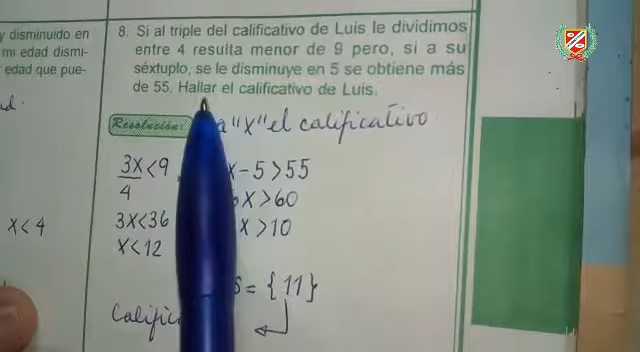 y disminuido en
mi edad dismi-
edad que pue-
x < 4
8. Si al triple del calificativo de Luis le dividimos
entre 4 resulta menor de 9 pero, si a su
séxtuplo, se le disminuye en 5 se obtiene más
de 55. Hallar el calificativo de Luis.
Resolución: "x" el calificativo
3x < 9
4
x - 5 > 55
3x < 36
x > 60
x < 12
x > 10
= {11}